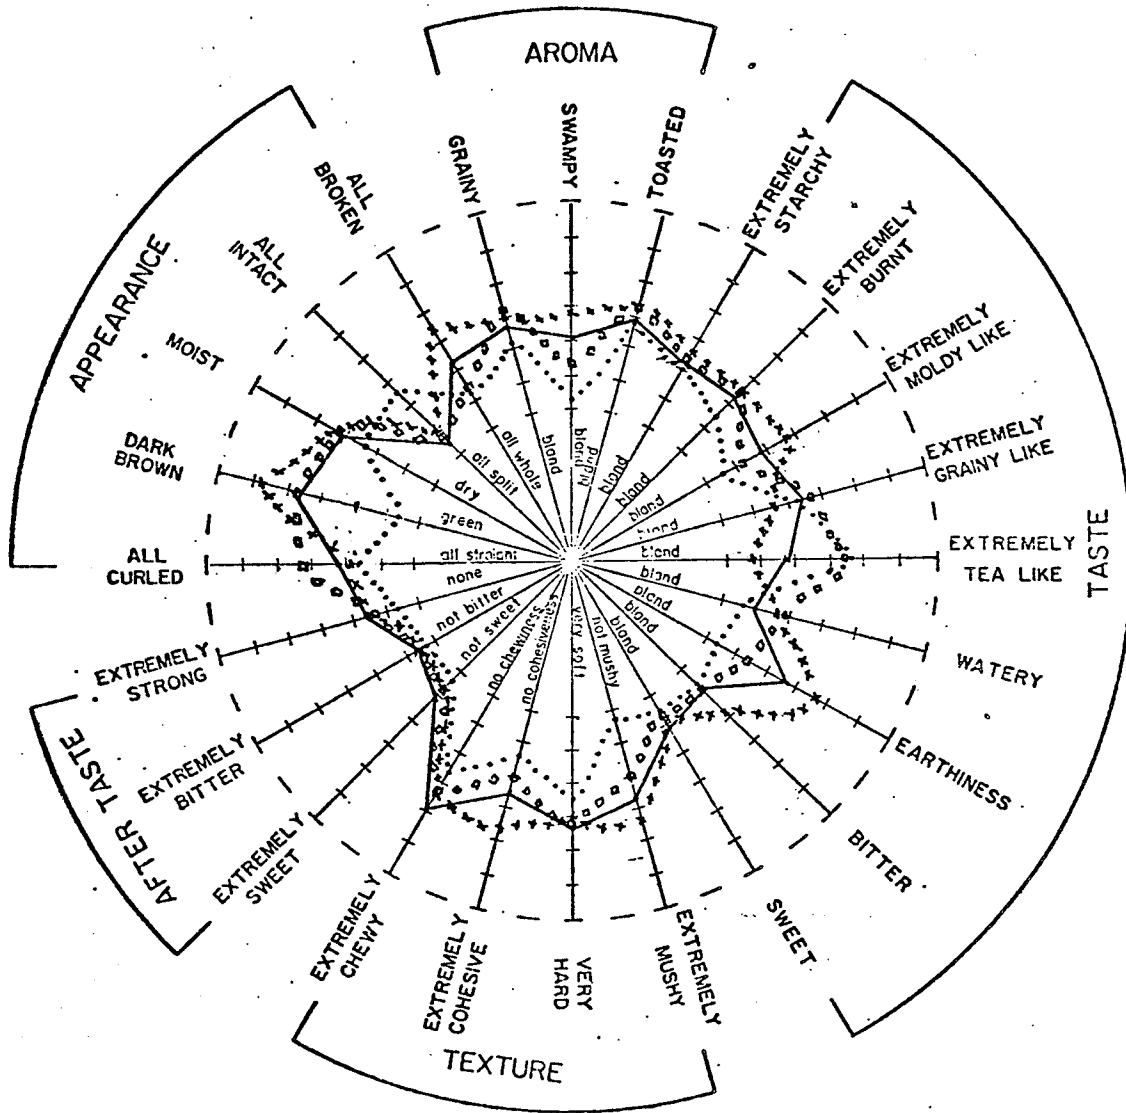 AROMA
SWAMPY
TOASTED
GRAINY
EXTREMELY
STARCHY
EXTREMELY
BURNT
EXTREMELY
MOLDY LIKE
EXTREMELY
GRAINY LIKE
EXTREMELY
TEA LIKE
TASTE
WATERY
EARTHINESS
BITTER
SWEET
EXTREMELY
MUSHY
VERY
HARD
EXTREMELY
COHESIVE
EXTREMELY
CHEWY
TEXTURE
EXTREMELY
SWEET
EXTREMELY
BITTER
EXTREMELY
STRONG
AFTER TASTE
ALL
CURLED
DARK
BROWN
MOIST
ALL
INTACT
ALL
BROKEN
APPEARANCE
bland
bland
bland
bland
bland
bland
bland
bland
bland
bland
bland
bland
not mushy
very soft
no cohesiveness
no chewiness
not sweet
not bitter
none
all straight
green
dry
all split
all whole